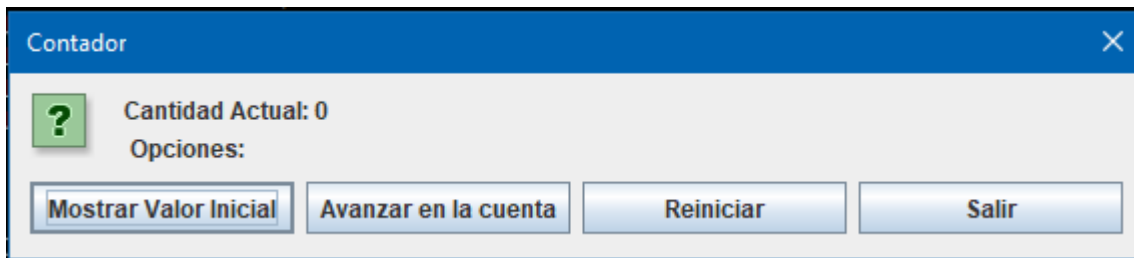 Contador
Cantidad Actual: 0
Opciones:
Mostrar Valor Inicial Avanzar en la cuenta Reiniciar Salir